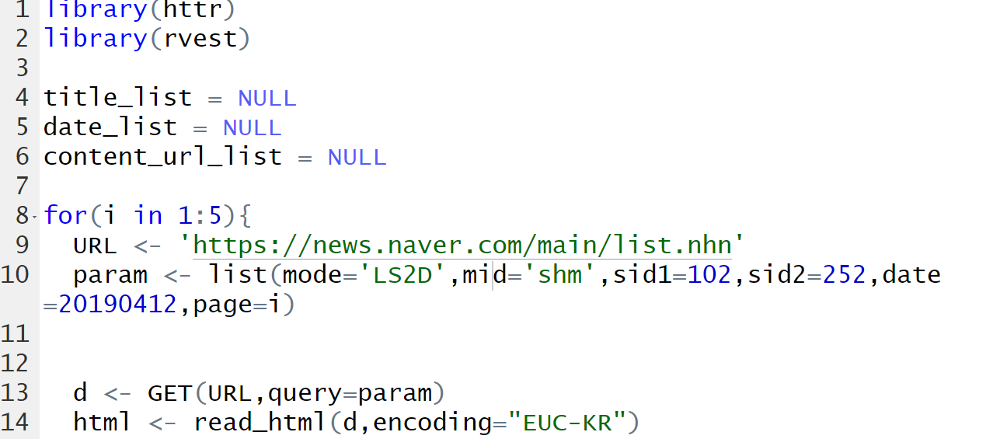 1 library(httr)
2 library(rvest)
3
4 title_list = NULL
5 date_list = NULL
6 content_url_list = NULL
7
8 for(i in 1:5){
9   URL <- 'https://news.naver.com/main/list.nhn'
10   param <- list(mode='LS2D',mid='shm',sid1=102,sid2=252,date
=20190412,page=i)
11
12
13   d <- GET(URL,query=param)
14   html <- read_html(d,encoding="EUC-KR")